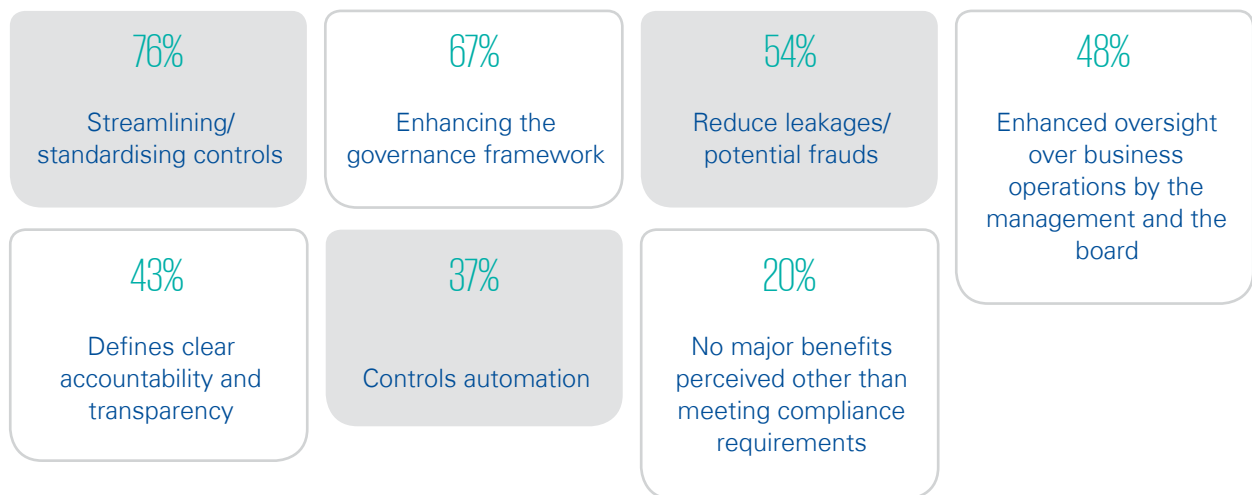 76%
Streamlining/
standardising controls
67%
Enhancing the
governance framework
54%
Reduce leakages/
potential frauds
48%
Enhanced oversight
over business
operations by the
management and the
board
43%
Defines clear
accountability and
transparency
37%
Controls automation
20%
No major benefits
perceived other than
meeting compliance
requirements